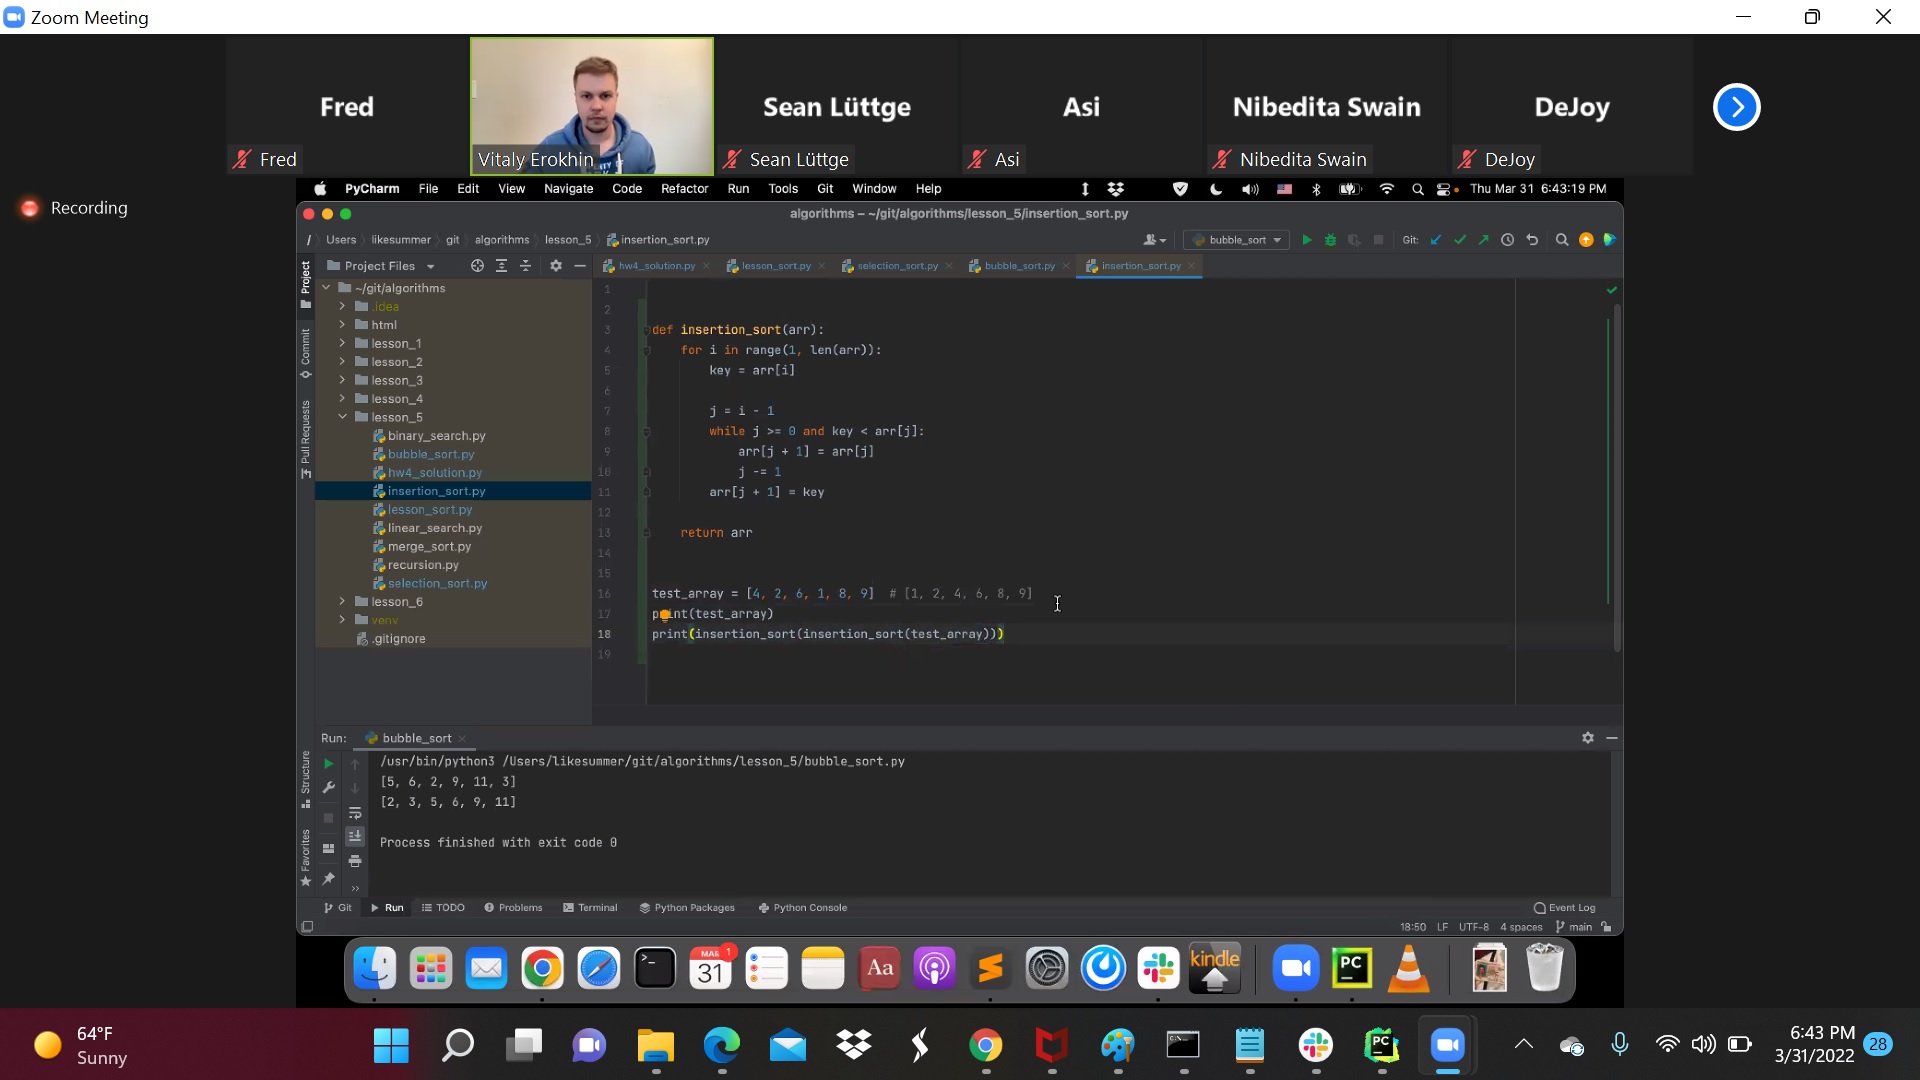 Zoom Meeting
Fred
Sean Lüttge
Asi
Nibedita Swain
DeJoy
Fred
Vitaly Erokhin
Sean Lüttge
Asi
Nibedita Swain
DeJoy
Recording
PyCharm File Edit View Navigate Code Refactor Run Tools Git Window Help
Thu Mar 31 6:43:19 PM
algorithms – ~/git/algorithms/lesson_5/insertion_sort.py
/ Users likesummer git algorithms lesson_5 insertion_sort.py
bubble_sort
Git:
Project Files
hw4_solution.py
lesson_sort.py
selection_sort.py
bubble_sort.py
insertion_sort.py
Project
Commit
Pull Requests
~/git/algorithms
.idea
html
lesson_1
lesson_2
lesson_3
lesson_4
lesson_5
binary_search.py
bubble_sort.py
hw4_solution.py
insertion_sort.py
lesson_sort.py
linear_search.py
merge_sort.py
recursion.py
selection_sort.py
lesson_6
venv
.gitignore
1
2
3 def insertion_sort(arr):
4 for i in range(1, len(arr)):
5 key = arr[i]
6
7 j = i - 1
8 while j >= 0 and key < arr[j]:
9 arr[j + 1] = arr[j]
10 j -= 1
11 arr[j + 1] = key
12
13 return arr
14
15
16 test_array = [4, 2, 6, 1, 8, 9] # [1, 2, 4, 6, 8, 9]
17 print(test_array)
18 print(insertion_sort(insertion_sort(test_array)))
19
Run: bubble_sort
Structure
Favorites
/usr/bin/python3 /Users/likesummer/git/algorithms/lesson_5/bubble_sort.py
[5, 6, 2, 9, 11, 3]
[2, 3, 5, 6, 9, 11]
Process finished with exit code 0
Git Run TODO Problems Terminal Python Packages Python Console Event Log
18:50 LF UTF-8 4 spaces main
MAR 1
31
Aa
kindle
PC
64°F
Sunny
PC
6:43 PM
3/31/2022
28